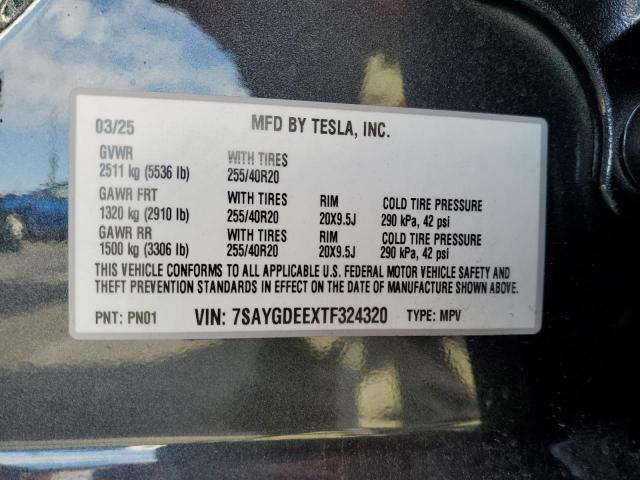 03/25 MFD BY TESLA, INC.
GVWR WITH TIRES
2511 kg (5536 lb) 255/40R20
GAWR FRT WITH TIRES RIM COLD TIRE PRESSURE
1320 kg (2910 lb) 255/40R20 20X9.5J 290 kPa, 42 psi
GAWR RR WITH TIRES RIM COLD TIRE PRESSURE
1500 kg (3306 lb) 255/40R20 20X9.5J 290 kPa, 42 psi
THIS VEHICLE CONFORMS TO ALL APPLICABLE U.S. FEDERAL MOTOR VEHICLE SAFETY AND
THEFT PREVENTION STANDARDS IN EFFECT ON THE DATE OF MANUFACTURE SHOWN ABOVE.
PNT: PN01 VIN: 7SAYGDEEXTF324320 TYPE: MPV